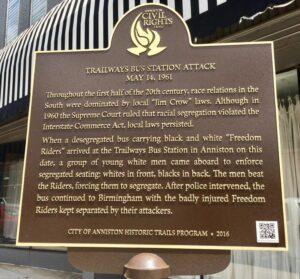 CIVIL
RIGHTS
TRAILWAYS BUS STATION ATTACK
MAY 14, 1961
Throughout the first half of the 20th century, race relations in
the South were dominated by local "Jim Crow" laws. Although in
1960 the Supreme Court ruled that racial segregation violated the
Interstate Commerce Act, local laws persisted.
When a desegregated bus carrying black and white "Freedom
Riders" arrived at the Trailways Bus Station in Anniston on this
date, a group of young white men came aboard to enforce
segregated seating: whites in front, blacks in back. The men beat
the Riders, forcing them to segregate. After police intervened, the
bus continued to Birmingham with the badly injured Freedom
Riders kept separated by their attackers.
CITY OF ANNISTON HISTORIC TRAILS PROGRAM • 2016